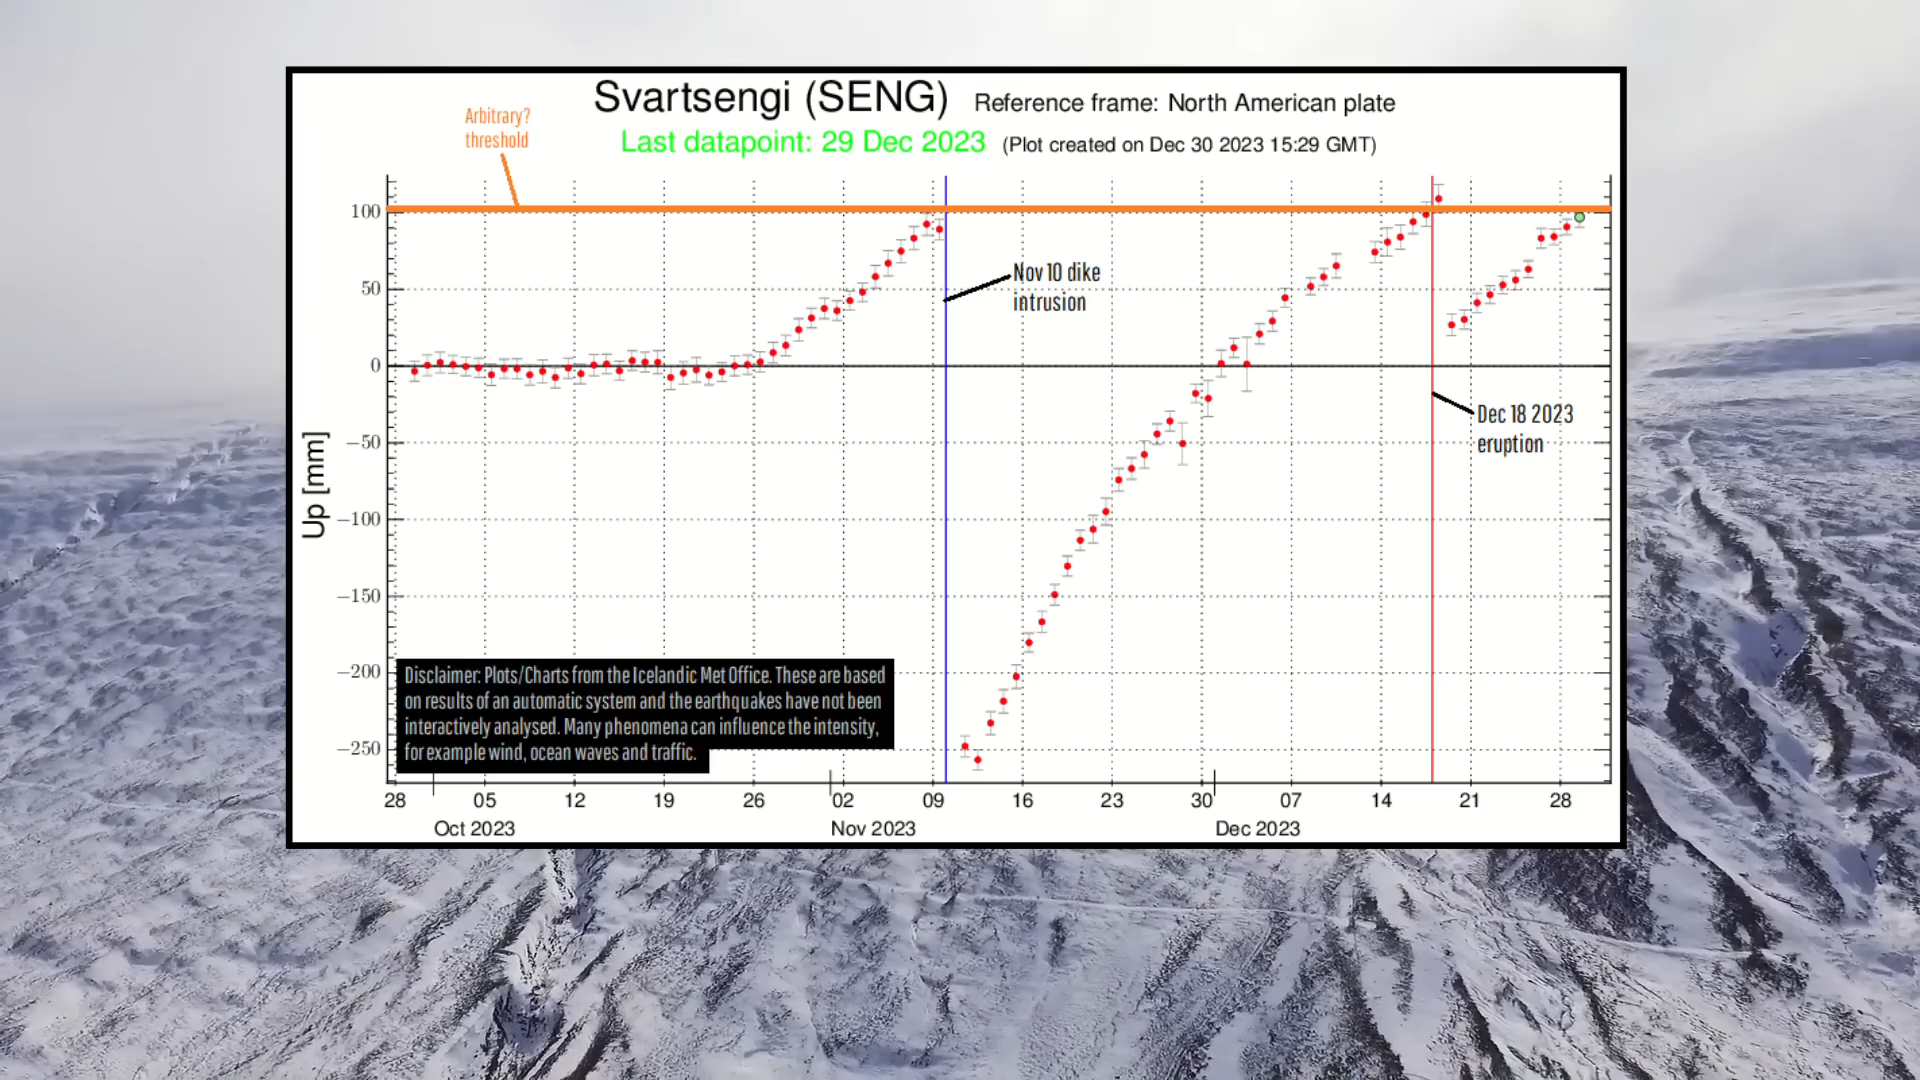 Svartsengi (SENG) Reference frame: North American plate
Arbitrary?
threshold
Last datapoint: 29 Dec 2023 (Plot created on Dec 30 2023 15:29 GMT)
100
50
0
−50
−100
−150
−200
−250
Up [mm]
Nov 10 dike
intrusion
Dec 18 2023
eruption
Disclaimer: Plots/Charts from the Icelandic Met Office. These are based
on results of an automatic system and the earthquakes have not been
interactively analysed. Many phenomena can influence the intensity,
for example wind, ocean waves and traffic.
28 05 12 19 26 02 09 16 23 30 07 14 21 28
Oct 2023 Nov 2023 Dec 2023